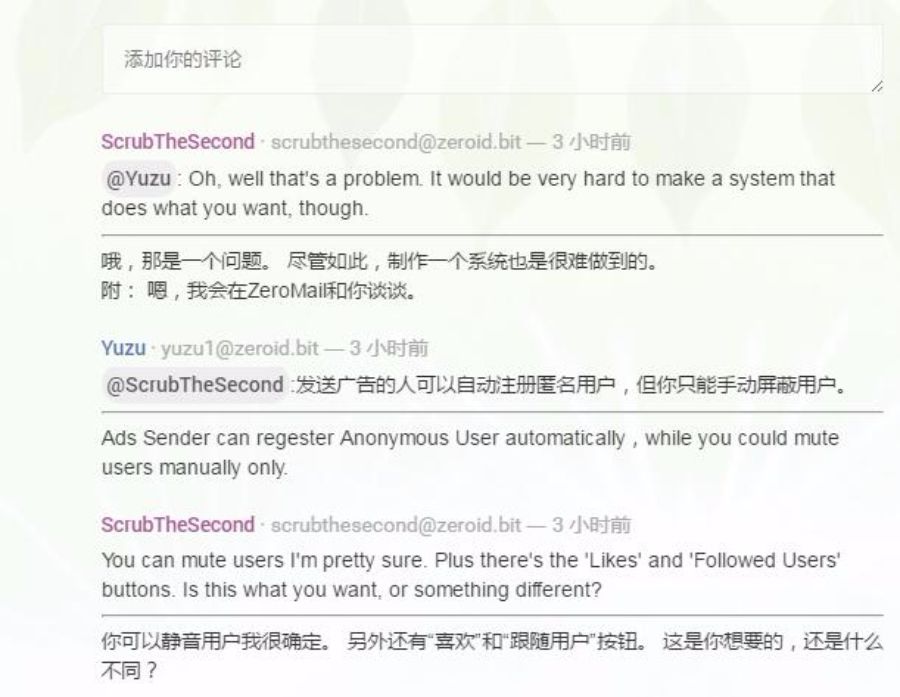 添加你的评论
ScrubTheSecond · scrubthesecond@zeroid.bit — 3 小时前
@Yuzu : Oh, well that's a problem. It would be very hard to make a system that
does what you want, though.
哦，那是一个问题。 尽管如此，制作一个系统也是很难做到的。
附： 嗯，我会在ZeroMail和你谈谈。
Yuzu · yuzu1@zeroid.bit — 3 小时前
@ScrubTheSecond :发送广告的人可以自动注册匿名用户，但你只能手动屏蔽用户。
Ads Sender can regester Anonymous User automatically，while you could mute
users manually only.
ScrubTheSecond · scrubthesecond@zeroid.bit — 3 小时前
You can mute users I'm pretty sure. Plus there's the 'Likes' and 'Followed Users'
buttons. Is this what you want, or something different?
你可以静音用户我很确定。 另外还有“喜欢”和“跟随用户”按钮。 这是你想要的，还是什么
不同？